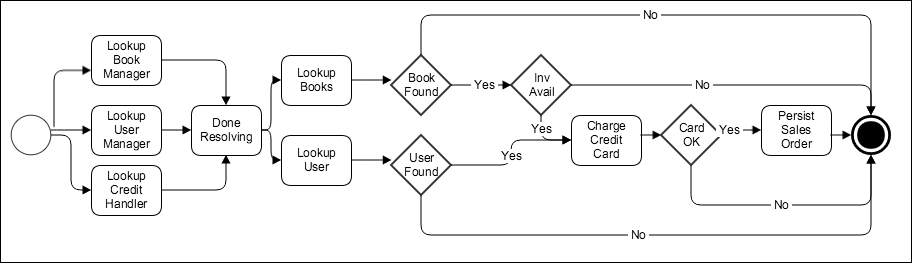 No
Lookup
Book
Manager
Lookup
Books
Book
Found
Yes
Inv
Avail
No
Lookup
User
Manager
Done
Resolving
Yes
Charge
Credit
Card
Card
OK
Yes
Persist
Sales
Order
Lookup
User
User
Found
Yes
Lookup
Credit
Handler
No
No